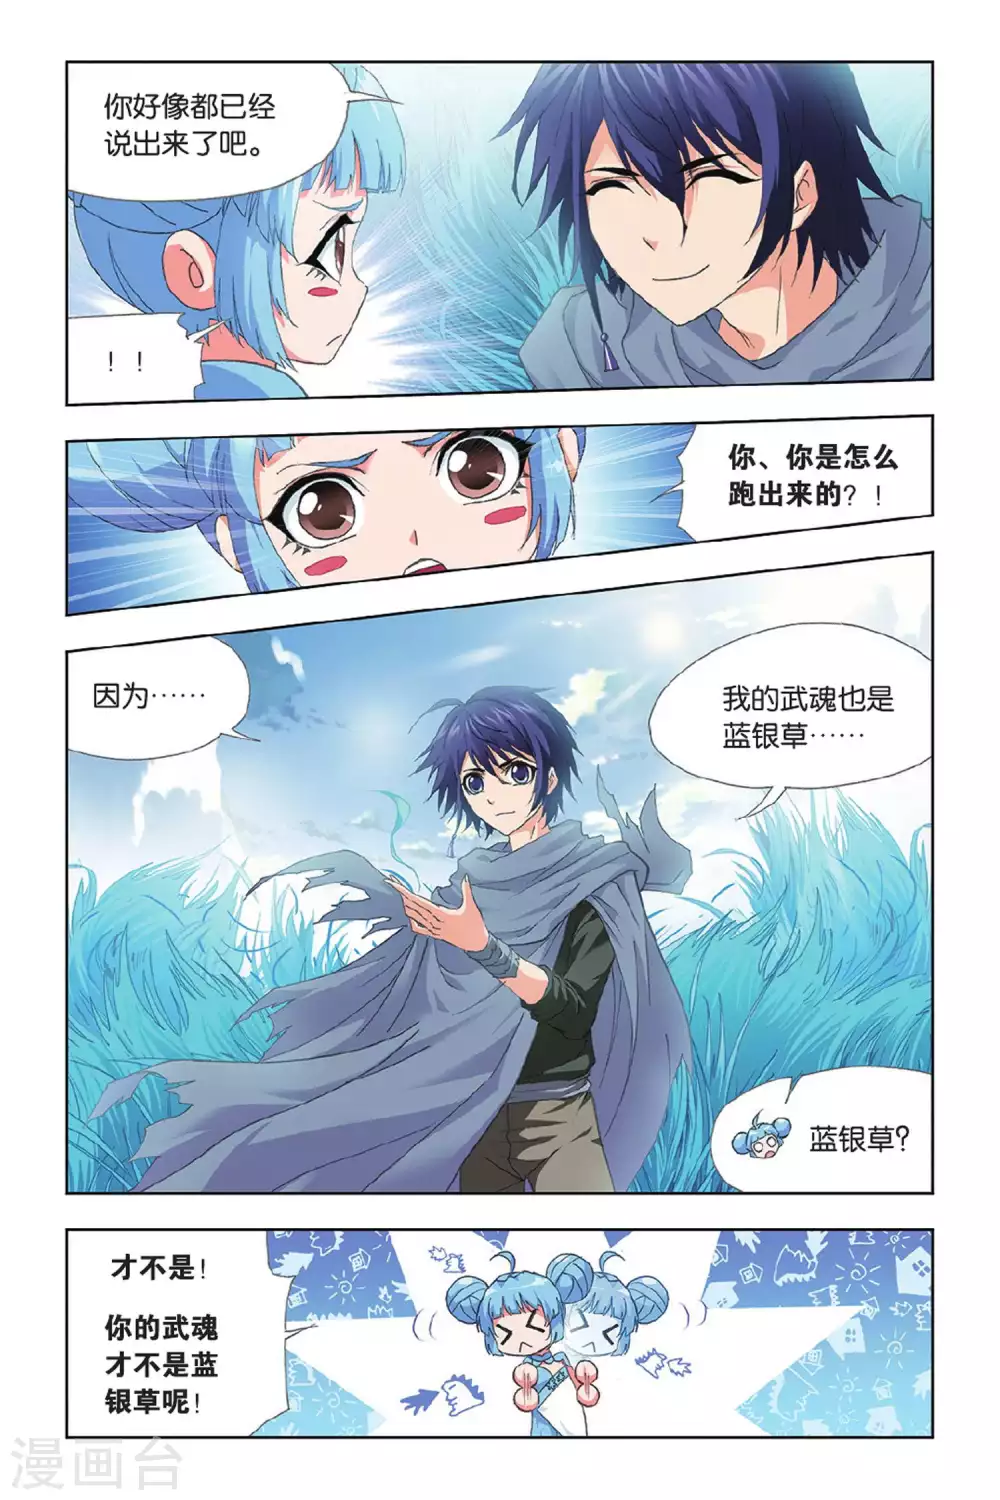 你好像都已经
说出来了吧。
！！
你、你是怎么
跑出来的？！
因为……
我的武魂也是
蓝银草……
蓝银草？
才不是！
你的武魂
才不是蓝
银草呢！
漫画台